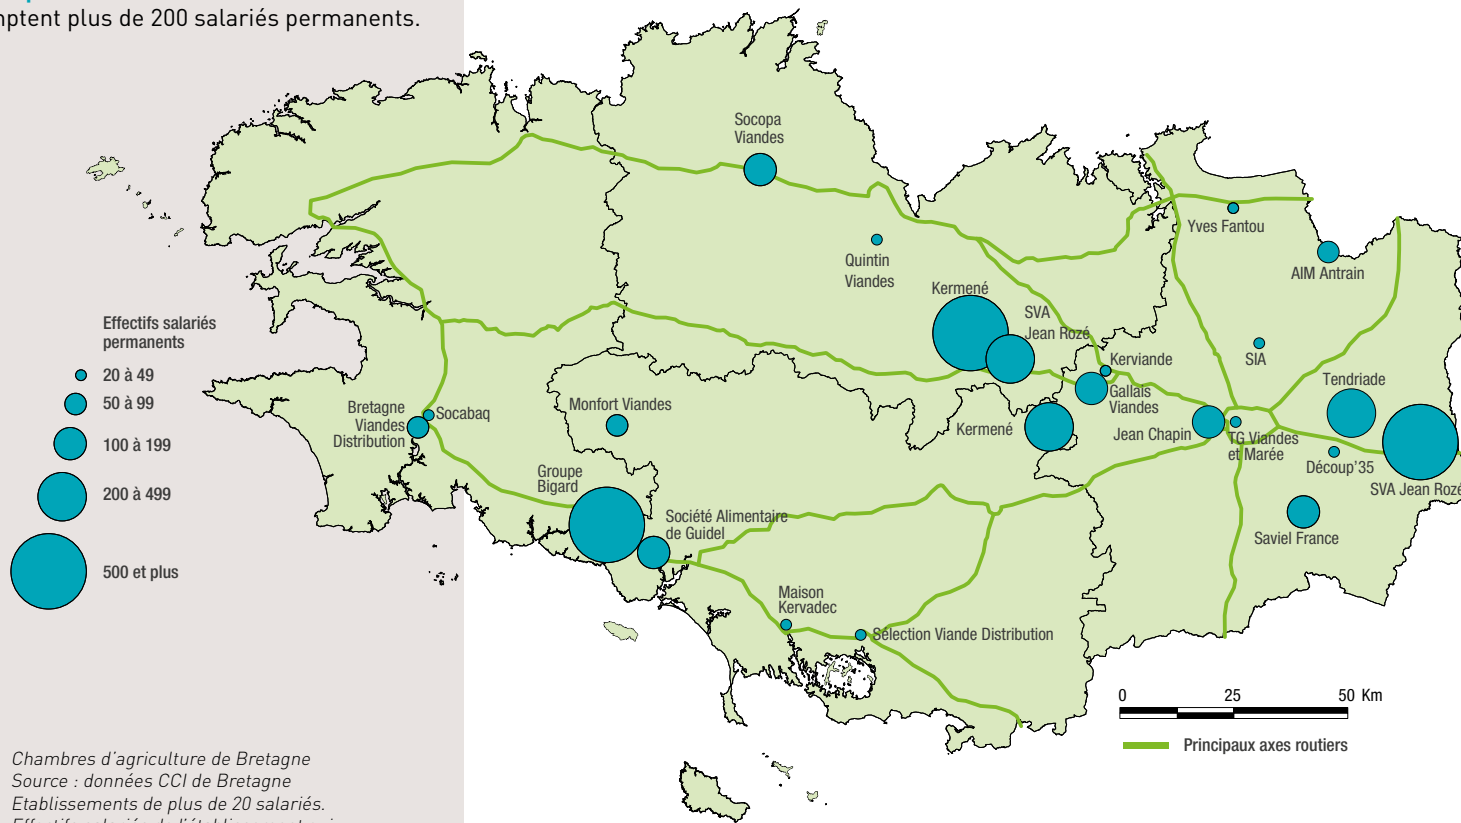 mptent plus de 200 salariés permanents.
Socopa
Viandes
Yves Fantou
Quintin
Viandes
AIM Antrain
Kermené
SVA
Jean Rozé
Effectifs salariés
permanents
20 à 49
50 à 99
100 à 199
200 à 499
500 et plus
Kerviande
SIA
Tendriade
Gallais
Viandes
Bretagne
Viandes
Distribution
Socabaq
Monfort Viandes
Kermené
Jean Chapin
TG Viandes
et Marée
Découp'35
SVA Jean Rozé
Groupe
Bigard
Société Alimentaire
de Guidel
Saviel France
Maison
Kervadec
Sélection Viande Distribution
0 25 50 Km
Principaux axes routiers
Chambres d'agriculture de Bretagne
Source : données CCI de Bretagne
Etablissements de plus de 20 salariés.